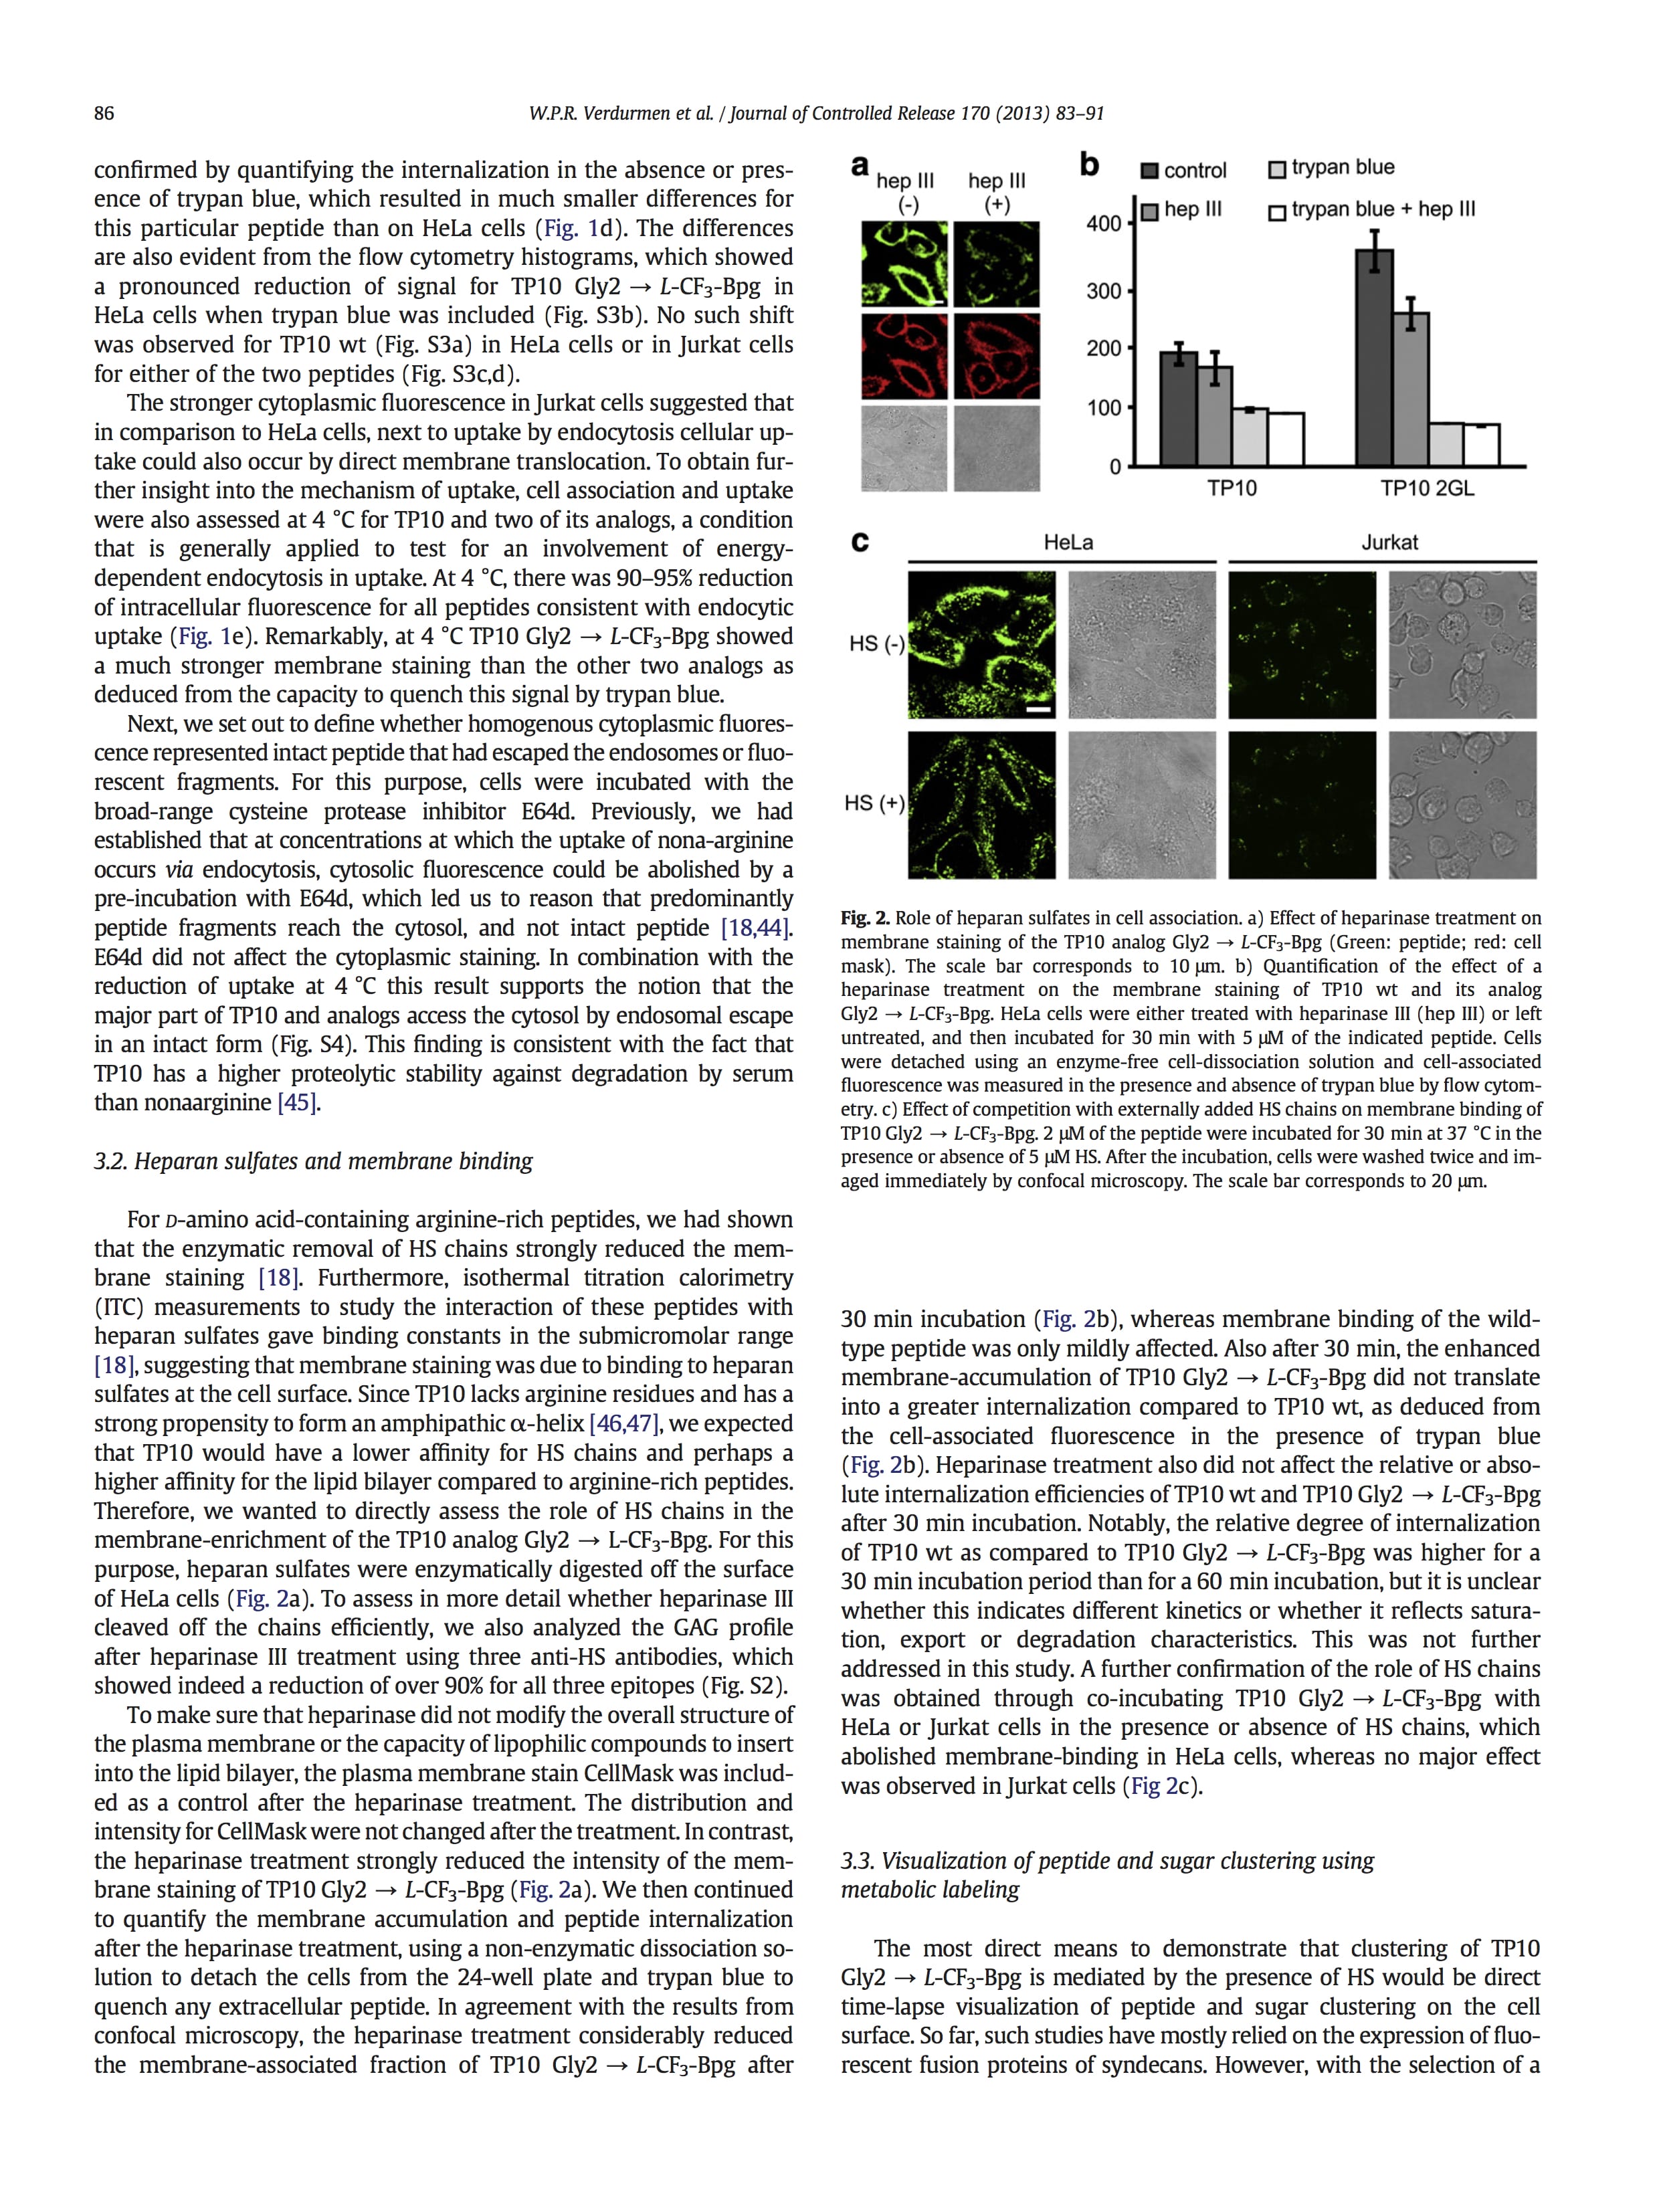 86
W.P.R. Verdurmen et al. / Journal of Controlled Release 170 (2013) 83–91
confirmed by quantifying the internalization in the absence or pres-
ence of trypan blue, which resulted in much smaller differences for
this particular peptide than on HeLa cells (Fig. 1d). The differences
are also evident from the flow cytometry histograms, which showed
a pronounced reduction of signal for TP10 Gly2 → L-CF₃-Bpg in
HeLa cells when trypan blue was included (Fig. S3b). No such shift
was observed for TP10 wt (Fig. S3a) in HeLa cells or in Jurkat cells
for either of the two peptides (Fig. S3c,d).
The stronger cytoplasmic fluorescence in Jurkat cells suggested that
in comparison to HeLa cells, next to uptake by endocytosis cellular up-
take could also occur by direct membrane translocation. To obtain fur-
ther insight into the mechanism of uptake, cell association and uptake
were also assessed at 4 °C for TP10 and two of its analogs, a condition
that is generally applied to test for an involvement of energy-
dependent endocytosis in uptake. At 4 °C, there was 90–95% reduction
of intracellular fluorescence for all peptides consistent with endocytic
uptake (Fig. 1e). Remarkably, at 4 °C TP10 Gly2 → L-CF₃-Bpg showed
a much stronger membrane staining than the other two analogs as
deduced from the capacity to quench this signal by trypan blue.
Next, we set out to define whether homogenous cytoplasmic fluores-
cence represented intact peptide that had escaped the endosomes or fluo-
rescent fragments. For this purpose, cells were incubated with the
broad-range cysteine protease inhibitor E64d. Previously, we had
established that at concentrations at which the uptake of nona-arginine
occurs via endocytosis, cytosolic fluorescence could be abolished by a
pre-incubation with E64d, which led us to reason that predominantly
peptide fragments reach the cytosol, and not intact peptide [18,44].
E64d did not affect the cytoplasmic staining. In combination with the
reduction of uptake at 4 °C this result supports the notion that the
major part of TP10 and analogs access the cytosol by endosomal escape
in an intact form (Fig. S4). This finding is consistent with the fact that
TP10 has a higher proteolytic stability against degradation by serum
than nonaarginine [45].
3.2. Heparan sulfates and membrane binding
For D-amino acid-containing arginine-rich peptides, we had shown
that the enzymatic removal of HS chains strongly reduced the mem-
brane staining [18]. Furthermore, isothermal titration calorimetry
(ITC) measurements to study the interaction of these peptides with
heparan sulfates gave binding constants in the submicromolar range
[18], suggesting that membrane staining was due to binding to heparan
sulfates at the cell surface. Since TP10 lacks arginine residues and has a
strong propensity to form an amphipathic α-helix [46,47], we expected
that TP10 would have a lower affinity for HS chains and perhaps a
higher affinity for the lipid bilayer compared to arginine-rich peptides.
Therefore, we wanted to directly assess the role of HS chains in the
membrane-enrichment of the TP10 analog Gly2 → L-CF₃-Bpg. For this
purpose, heparan sulfates were enzymatically digested off the surface
of HeLa cells (Fig. 2a). To assess in more detail whether heparinase III
cleaved off the chains efficiently, we also analyzed the GAG profile
after heparinase III treatment using three anti-HS antibodies, which
showed indeed a reduction of over 90% for all three epitopes (Fig. S2).
To make sure that heparinase did not modify the overall structure of
the plasma membrane or the capacity of lipophilic compounds to insert
into the lipid bilayer, the plasma membrane stain CellMask was includ-
ed as a control after the heparinase treatment. The distribution and
intensity for CellMask were not changed after the treatment. In contrast,
the heparinase treatment strongly reduced the intensity of the mem-
brane staining of TP10 Gly2 → L-CF₃-Bpg (Fig. 2a). We then continued
to quantify the membrane accumulation and peptide internalization
after the heparinase treatment, using a non-enzymatic dissociation so-
lution to detach the cells from the 24-well plate and trypan blue to
quench any extracellular peptide. In agreement with the results from
confocal microscopy, the heparinase treatment considerably reduced
the membrane-associated fraction of TP10 Gly2 → L-CF₃-Bpg after
a
hep III hep III
(-) (+)
b
control trypan blue
hep III trypan blue + hep III
400
300
200
100
0
TP10 TP10 2GL
c
HeLa Jurkat
HS (-)
HS (+)
Fig. 2. Role of heparan sulfates in cell association. a) Effect of heparinase treatment on
membrane staining of the TP10 analog Gly2 → L-CF₃-Bpg (Green: peptide; red: cell
mask). The scale bar corresponds to 10 μm. b) Quantification of the effect of a
heparinase treatment on the membrane staining of TP10 wt and its analog
Gly2 → L-CF₃-Bpg. HeLa cells were either treated with heparinase III (hep III) or left
untreated, and then incubated for 30 min with 5 μM of the indicated peptide. Cells
were detached using an enzyme-free cell-dissociation solution and cell-associated
fluorescence was measured in the presence and absence of trypan blue by flow cytom-
etry. c) Effect of competition with externally added HS chains on membrane binding of
TP10 Gly2 → L-CF₃-Bpg. 2 μM of the peptide were incubated for 30 min at 37 °C in the
presence or absence of 5 μM HS. After the incubation, cells were washed twice and im-
aged immediately by confocal microscopy. The scale bar corresponds to 20 μm.
30 min incubation (Fig. 2b), whereas membrane binding of the wild-
type peptide was only mildly affected. Also after 30 min, the enhanced
membrane-accumulation of TP10 Gly2 → L-CF₃-Bpg did not translate
into a greater internalization compared to TP10 wt, as deduced from
the cell-associated fluorescence in the presence of trypan blue
(Fig. 2b). Heparinase treatment also did not affect the relative or abso-
lute internalization efficiencies of TP10 wt and TP10 Gly2 → L-CF₃-Bpg
after 30 min incubation. Notably, the relative degree of internalization
of TP10 wt as compared to TP10 Gly2 → L-CF₃-Bpg was higher for a
30 min incubation period than for a 60 min incubation, but it is unclear
whether this indicates different kinetics or whether it reflects satura-
tion, export or degradation characteristics. This was not further
addressed in this study. A further confirmation of the role of HS chains
was obtained through co-incubating TP10 Gly2 → L-CF₃-Bpg with
HeLa or Jurkat cells in the presence or absence of HS chains, which
abolished membrane-binding in HeLa cells, whereas no major effect
was observed in Jurkat cells (Fig 2c).
3.3. Visualization of peptide and sugar clustering using
metabolic labeling
The most direct means to demonstrate that clustering of TP10
Gly2 → L-CF₃-Bpg is mediated by the presence of HS would be direct
time-lapse visualization of peptide and sugar clustering on the cell
surface. So far, such studies have mostly relied on the expression of fluo-
rescent fusion proteins of syndecans. However, with the selection of a